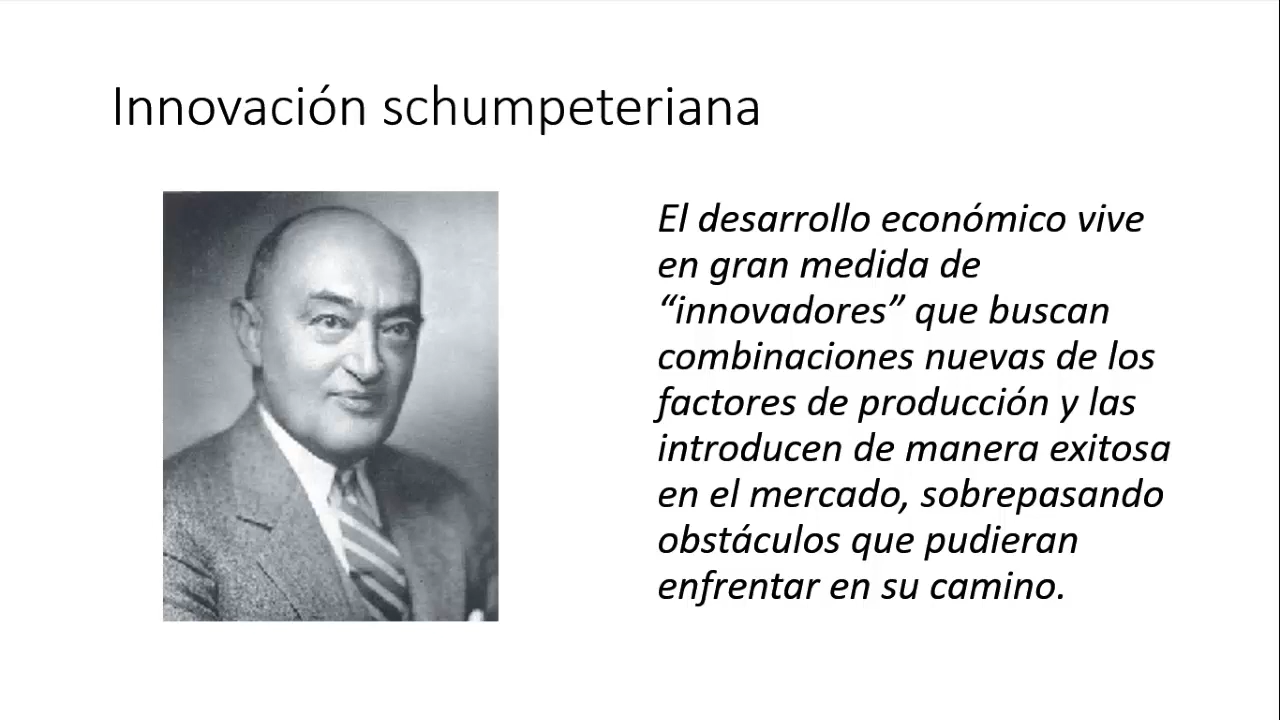 Innovación schumpeteriana
El desarrollo económico vive
en gran medida de
“innovadores” que buscan
combinaciones nuevas de los
factores de producción y las
introducen de manera exitosa
en el mercado, sobrepasando
obstáculos que pudieran
enfrentar en su camino.